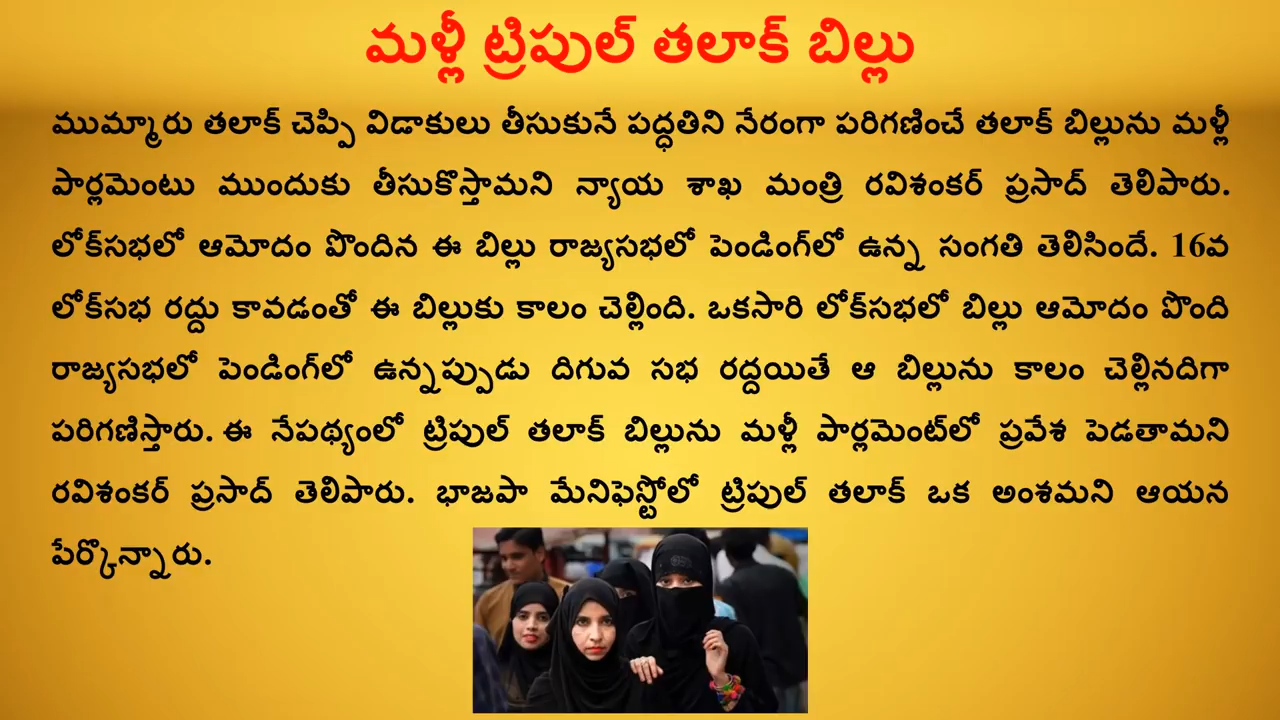 మళ్లీ ట్రిపుల్ తలాక్ బిల్లు
ముమ్మారు తలాక్ చెప్పి విడాకులు తీసుకునే పద్ధతిని నేరంగా పరిగణించే తలాక్ బిల్లును మళ్లీ
పార్లమెంటు ముందుకు తీసుకొస్తామని న్యాయ శాఖ మంత్రి రవిశంకర్ ప్రసాద్ తెలిపారు.
లోక్‌సభలో ఆమోదం పొందిన ఈ బిల్లు రాజ్యసభలో పెండింగ్‌లో ఉన్న సంగతి తెలిసిందే. 16వ
లోక్‌సభ రద్దు కావడంతో ఈ బిల్లుకు కాలం చెల్లింది. ఒకసారి లోక్‌సభలో బిల్లు ఆమోదం పొంది
రాజ్యసభలో పెండింగ్‌లో ఉన్నప్పుడు దిగువ సభ రద్దయితే ఆ బిల్లును కాలం చెల్లినదిగా
పరిగణిస్తారు. ఈ నేపథ్యంలో ట్రిపుల్ తలాక్ బిల్లును మళ్లీ పార్లమెంట్‌లో ప్రవేశ పెడతామని
రవిశంకర్ ప్రసాద్ తెలిపారు. భాజపా మేనిఫెస్టోలో ట్రిపుల్ తలాక్ ఒక అంశమని ఆయన
పేర్కొన్నారు.